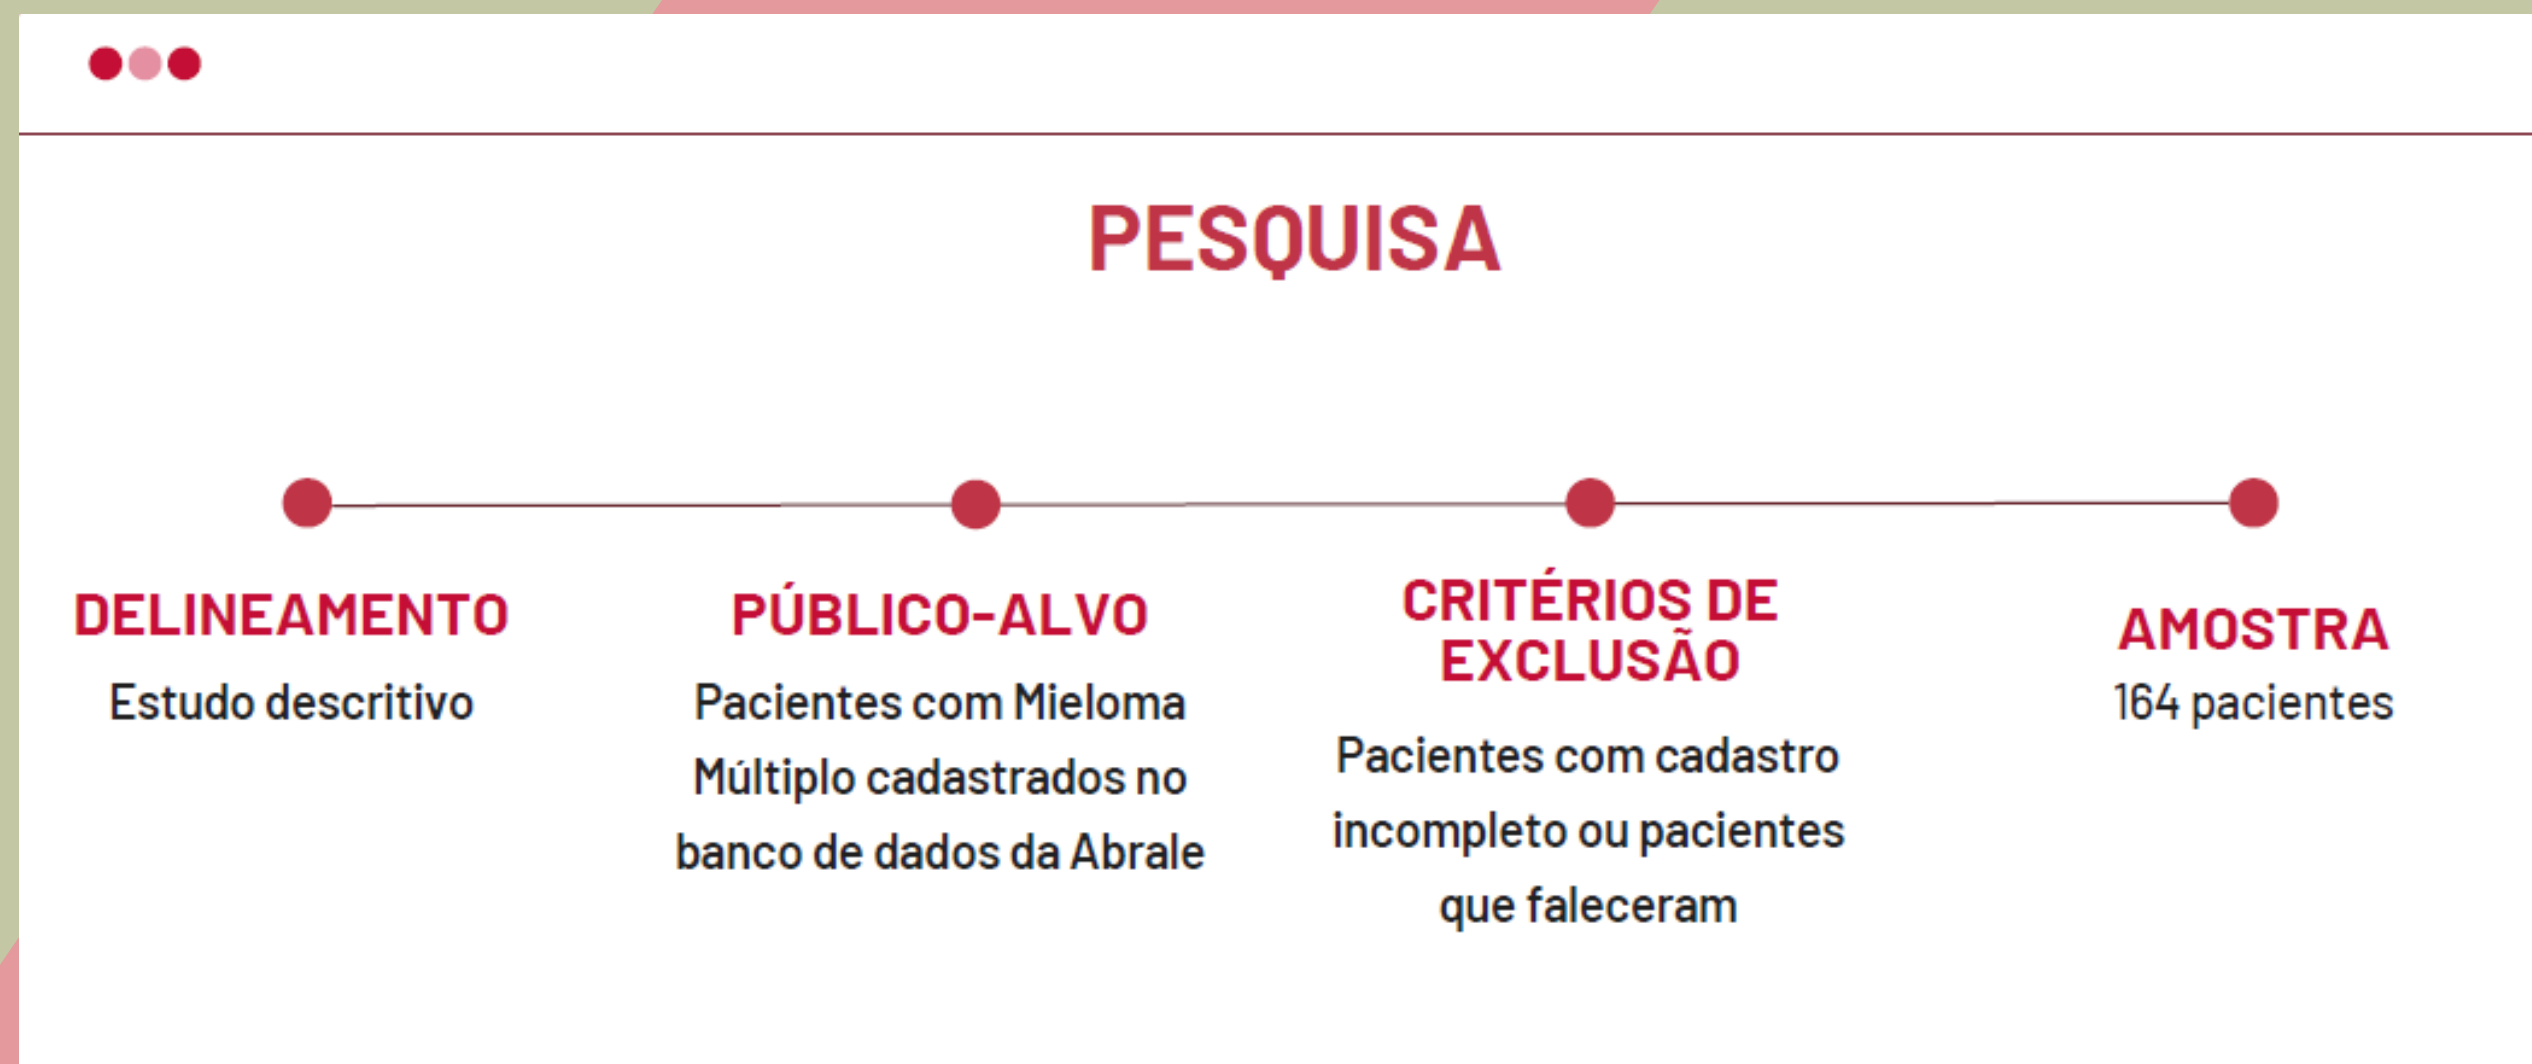 PESQUISA
DELINEAMENTO
Estudo descritivo
PÚBLICO-ALVO
Pacientes com Mieloma
Múltiplo cadastrados no
banco de dados da Abrale
CRITÉRIOS DE
EXCLUSÃO
Pacientes com cadastro
incompleto ou pacientes
que faleceram
AMOSTRA
164 pacientes